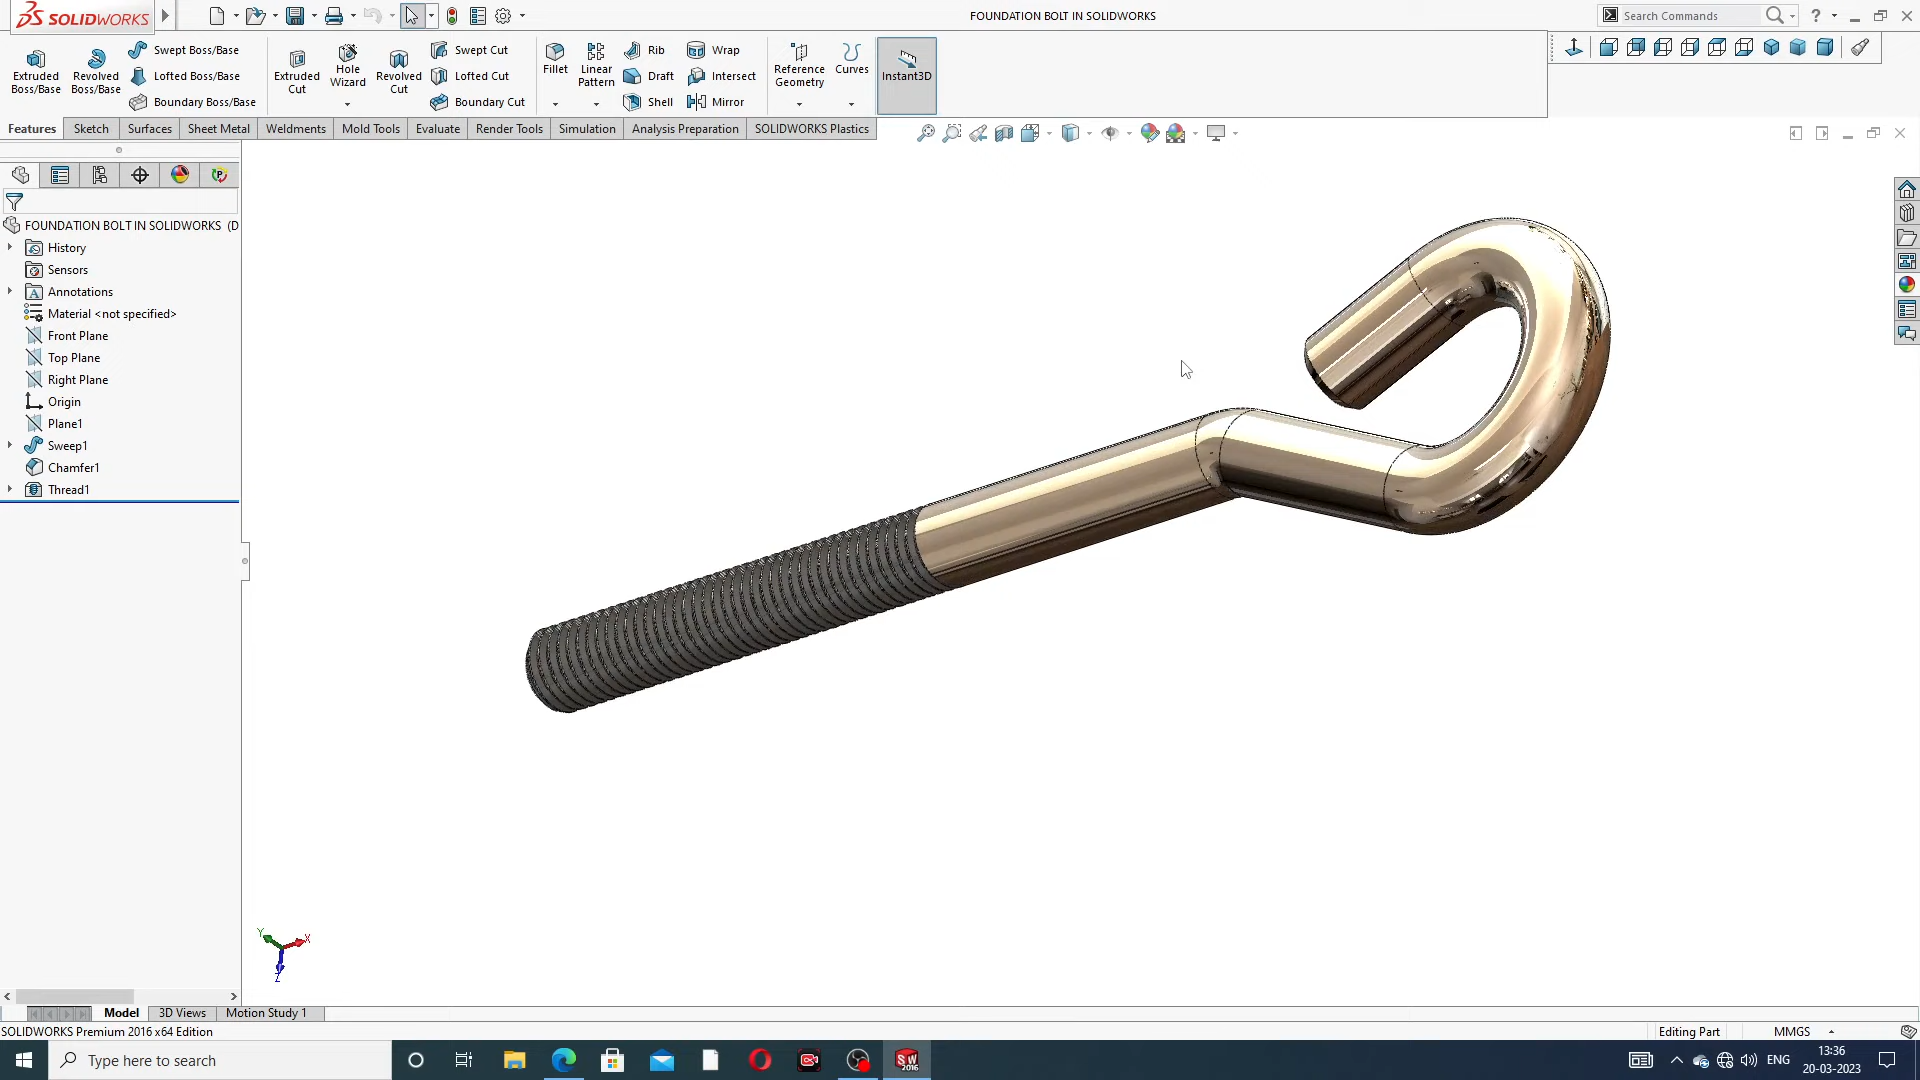 SOLIDWORKS
FOUNDATION BOLT IN SOLIDWORKS
Search Commands
?
Extruded Boss/Base
Revolved Boss/Base
Swept Boss/Base
Lofted Boss/Base
Boundary Boss/Base
Extruded Cut
Hole Wizard
Revolved Cut
Swept Cut
Lofted Cut
Boundary Cut
Fillet
Linear Pattern
Rib
Draft
Shell
Wrap
Intersect
Mirror
Reference Geometry
Curves
Instant3D
Features
Sketch
Surfaces
Sheet Metal
Weldments
Mold Tools
Evaluate
Render Tools
Simulation
Analysis Preparation
SOLIDWORKS Plastics
FOUNDATION BOLT IN SOLIDWORKS (D
History
Sensors
Annotations
Material <not specified>
Front Plane
Top Plane
Right Plane
Origin
Plane1
Sweep1
Chamfer1
Thread1
Y
X
Z
Model
3D Views
Motion Study 1
SOLIDWORKS Premium 2016 x64 Edition
Editing Part
MMGS
Type here to search
SW
2016
ENG
13:36
20-03-2023